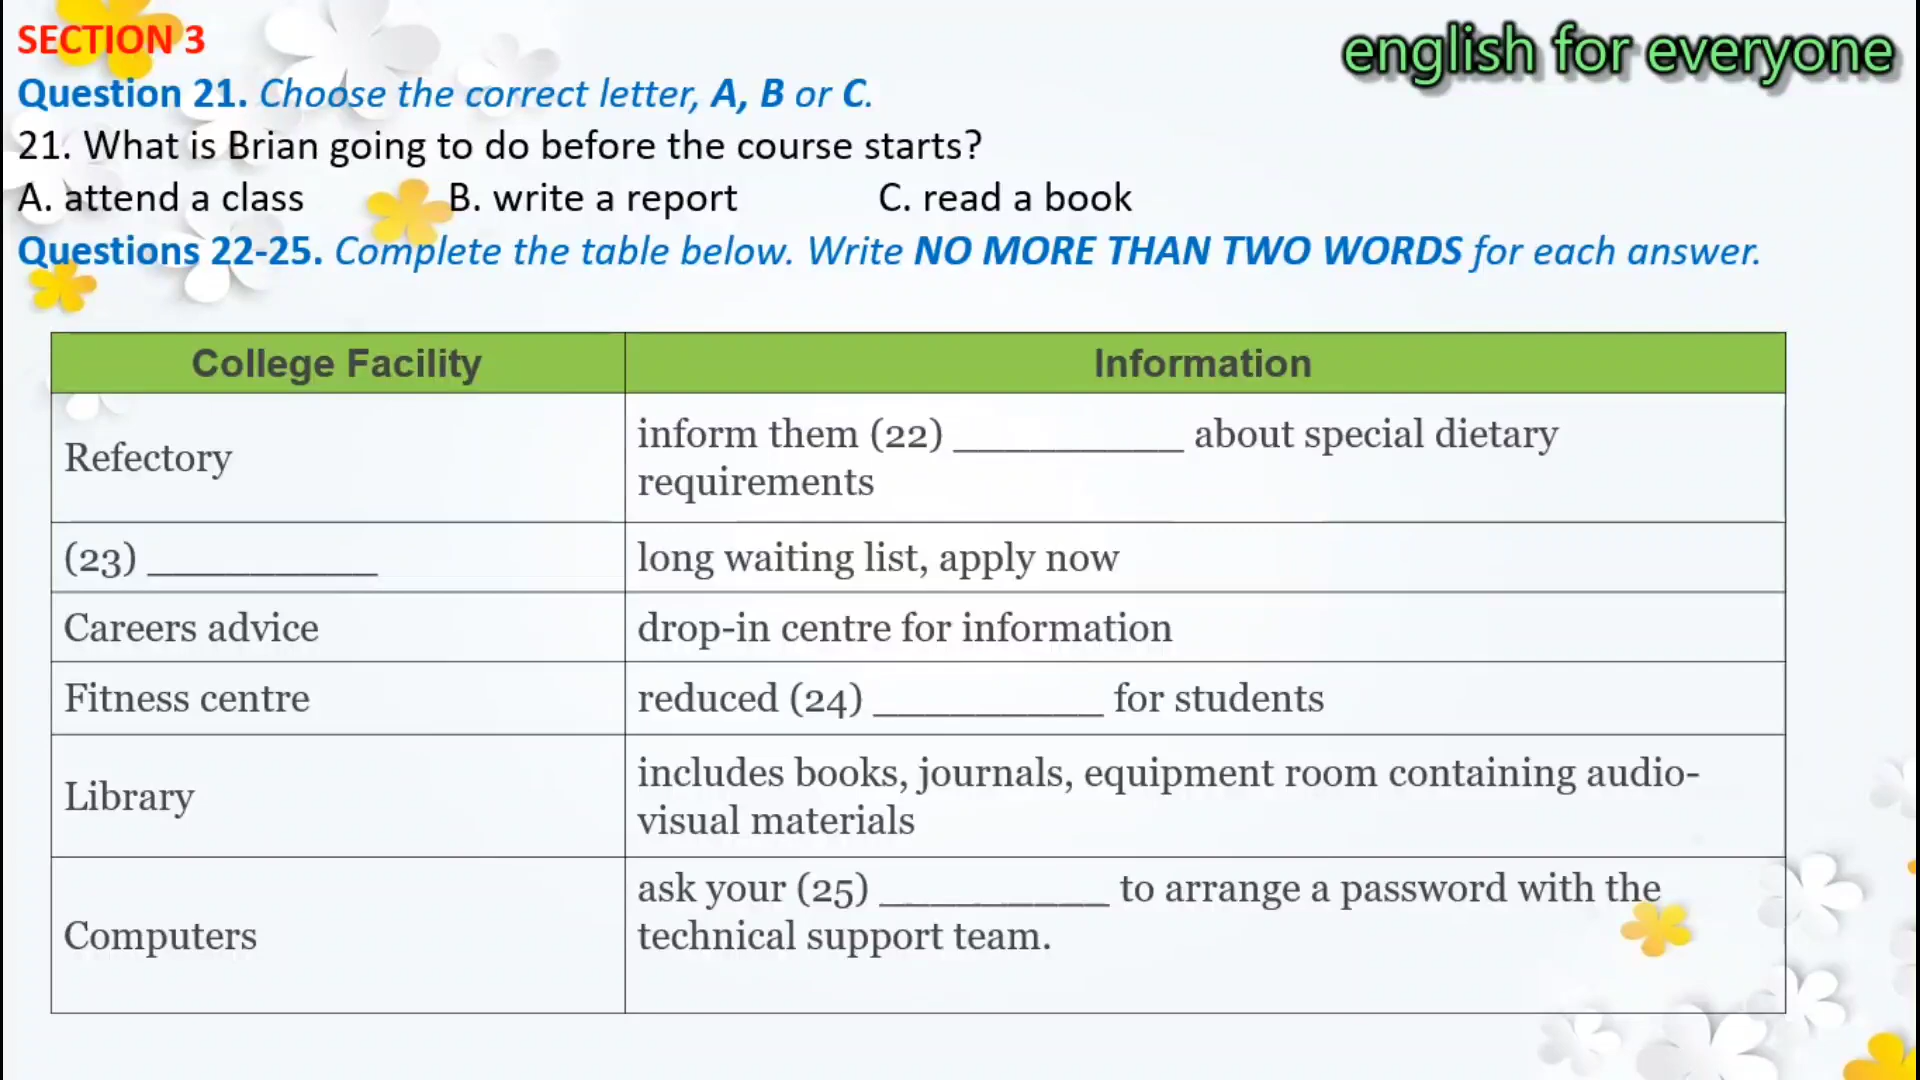 SECTION 3
english for everyone
Question 21. Choose the correct letter, A, B or C.
21. What is Brian going to do before the course starts?
A. attend a class B. write a report C. read a book
Questions 22-25. Complete the table below. Write NO MORE THAN TWO WORDS for each answer.
College Facility Information
Refectory
inform them (22) _________ about special dietary
requirements
(23) _________ long waiting list, apply now
Careers advice drop-in centre for information
Fitness centre reduced (24) _________ for students
Library
includes books, journals, equipment room containing audio-
visual materials
Computers
ask your (25) _________ to arrange a password with the
technical support team.